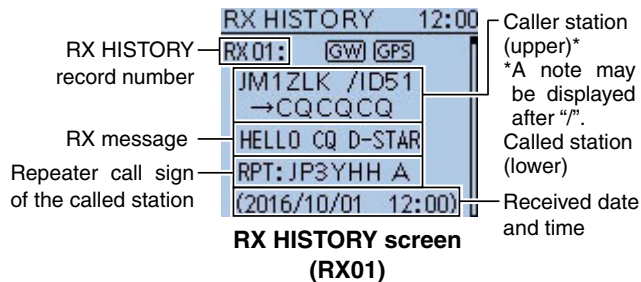 RX HISTORY 12:00
RX01: GW GPS
JM1ZLK /ID51
→CQCQCQ
HELLO CQ D-STAR
RPT:JP3YHH A
(2016/10/01 12:00)
RX HISTORY
record number
RX message
Repeater call sign
of the called station
Caller station
(upper)*
*A note may
be displayed
after “/”.
Called station
(lower)
Received date
and time
RX HISTORY screen
(RX01)